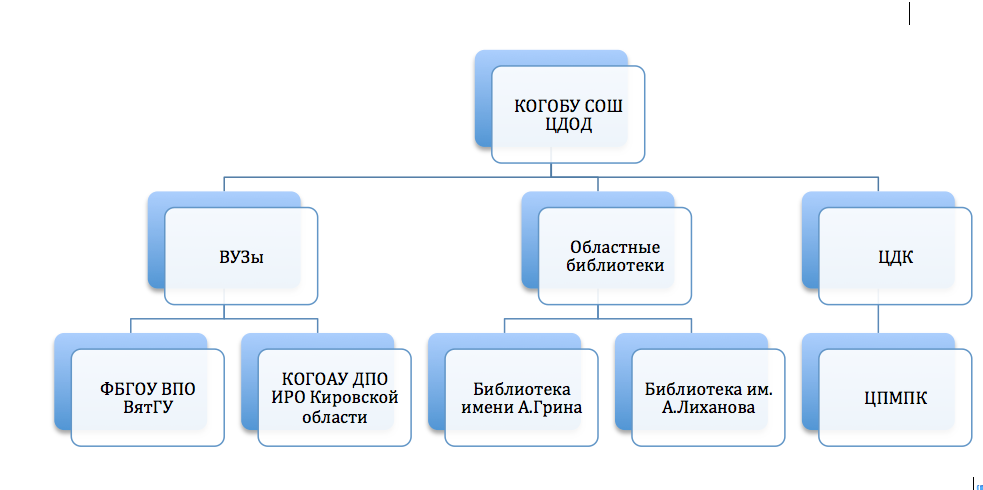 КОГОБУ СОШ
ЦДОД
ВУЗы
Областные
библиотеки
ЦДК
ФБГОУ ВПО
ВятГУ
КОГОАУ ДПО
ИРО Кировской
области
Библиотека
имени А.Грина
Библиотека им.
А.Лиханова
ЦПМПК